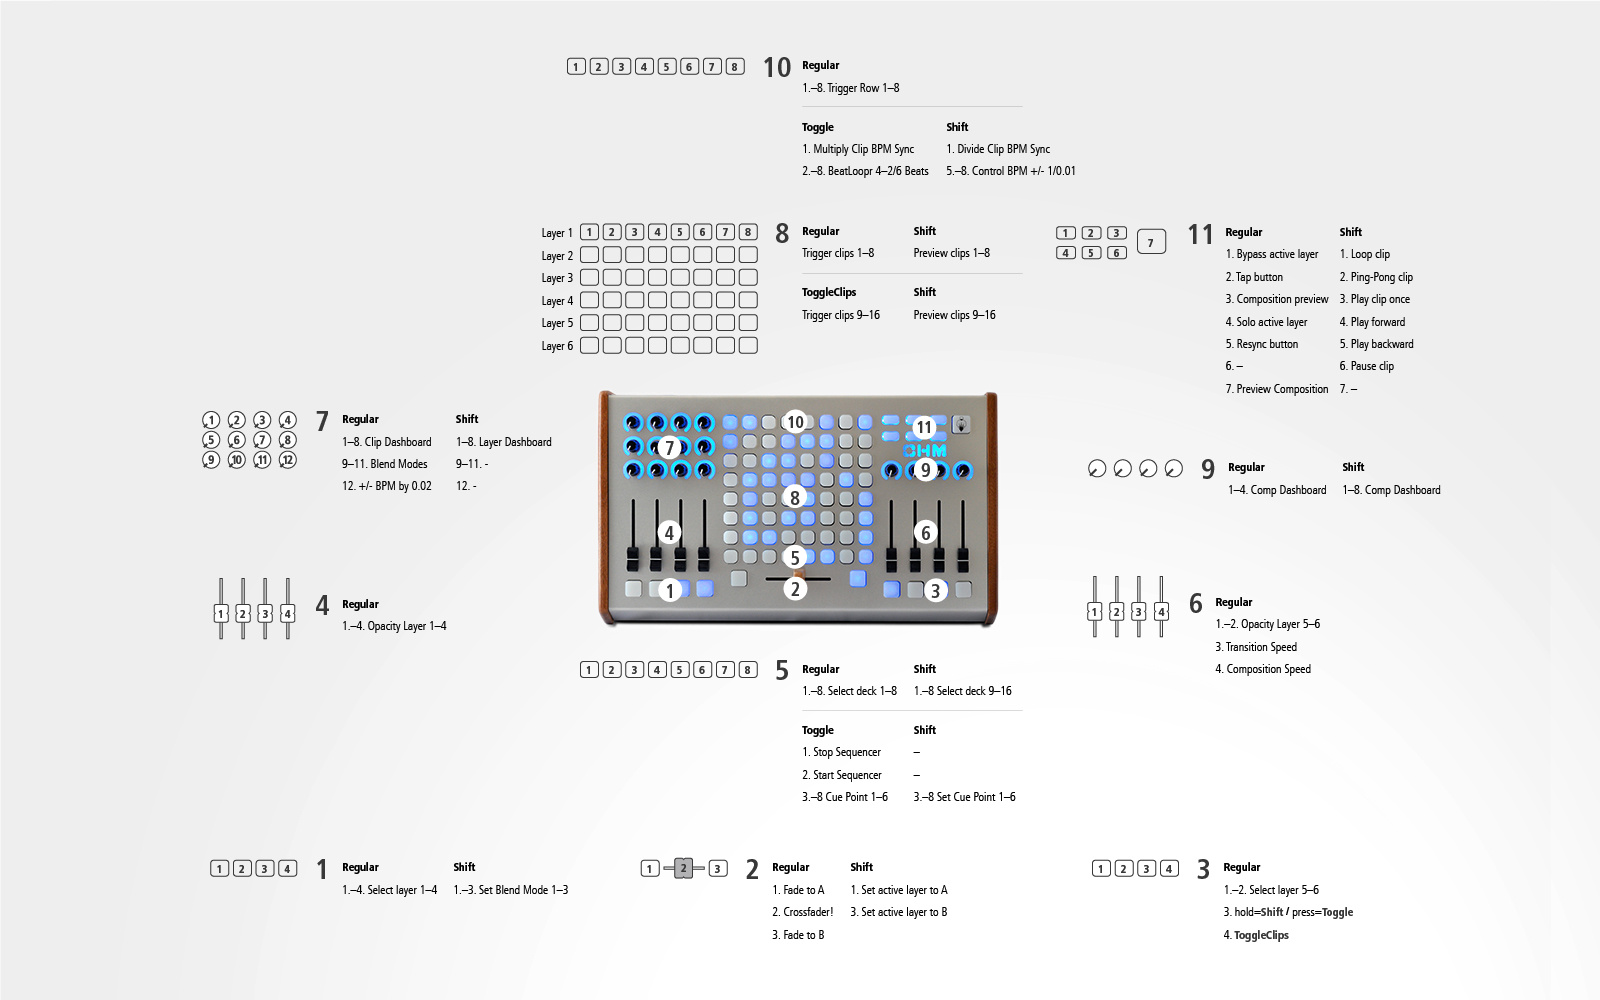 1 2 3 4 5 6 7 8 10 Regular
1.–8. Trigger Row 1–8
Toggle Shift
1. Multiply Clip BPM Sync 1. Divide Clip BPM Sync
2.–8. BeatLoopr 4–2/6 Beats 5.–8. Control BPM +/- 1/0.01
Layer 1 1 2 3 4 5 6 7 8
Layer 2
Layer 3
Layer 4
Layer 5
Layer 6
8 Regular Shift
Trigger clips 1–8 Preview clips 1–8
ToggleClips Shift
Trigger clips 9–16 Preview clips 9–16
1 2 3
4 5 6
7
11 Regular Shift
1. Bypass active layer 1. Loop clip
2. Tap button 2. Ping-Pong clip
3. Composition preview 3. Play clip once
4. Solo active layer 4. Play forward
5. Resync button 5. Play backward
6. – 6. Pause clip
7. Preview Composition 7. –
1 2 3 4
5 6 7 8
9 10 11 12
7 Regular Shift
1–8. Clip Dashboard 1–8. Layer Dashboard
9–11. Blend Modes 9–11. -
12. +/- BPM by 0.02 12. -
10
11
7
OHM
9
8
4
6
5
1
2
3
9 Regular Shift
1–4. Comp Dashboard 1–8. Comp Dashboard
1 2 3 4 4 Regular
1.–4. Opacity Layer 1–4
1 2 3 4 6 Regular
1.–2. Opacity Layer 5–6
3. Transition Speed
4. Composition Speed
1 2 3 4 5 6 7 8 5 Regular Shift
1.–8. Select deck 1–8 1.–8 Select deck 9–16
Toggle Shift
1. Stop Sequencer –
2. Start Sequencer –
3.–8 Cue Point 1–6 3.–8 Set Cue Point 1–6
1 2 3 4 1 Regular Shift
1.–4. Select layer 1–4 1.–3. Set Blend Mode 1–3
1 2 3 2 Regular Shift
1. Fade to A 1. Set active layer to A
2. Crossfader! 3. Set active layer to B
3. Fade to B
1 2 3 4 3 Regular
1.–2. Select layer 5–6
3. hold=Shift / press=Toggle
4. ToggleClips